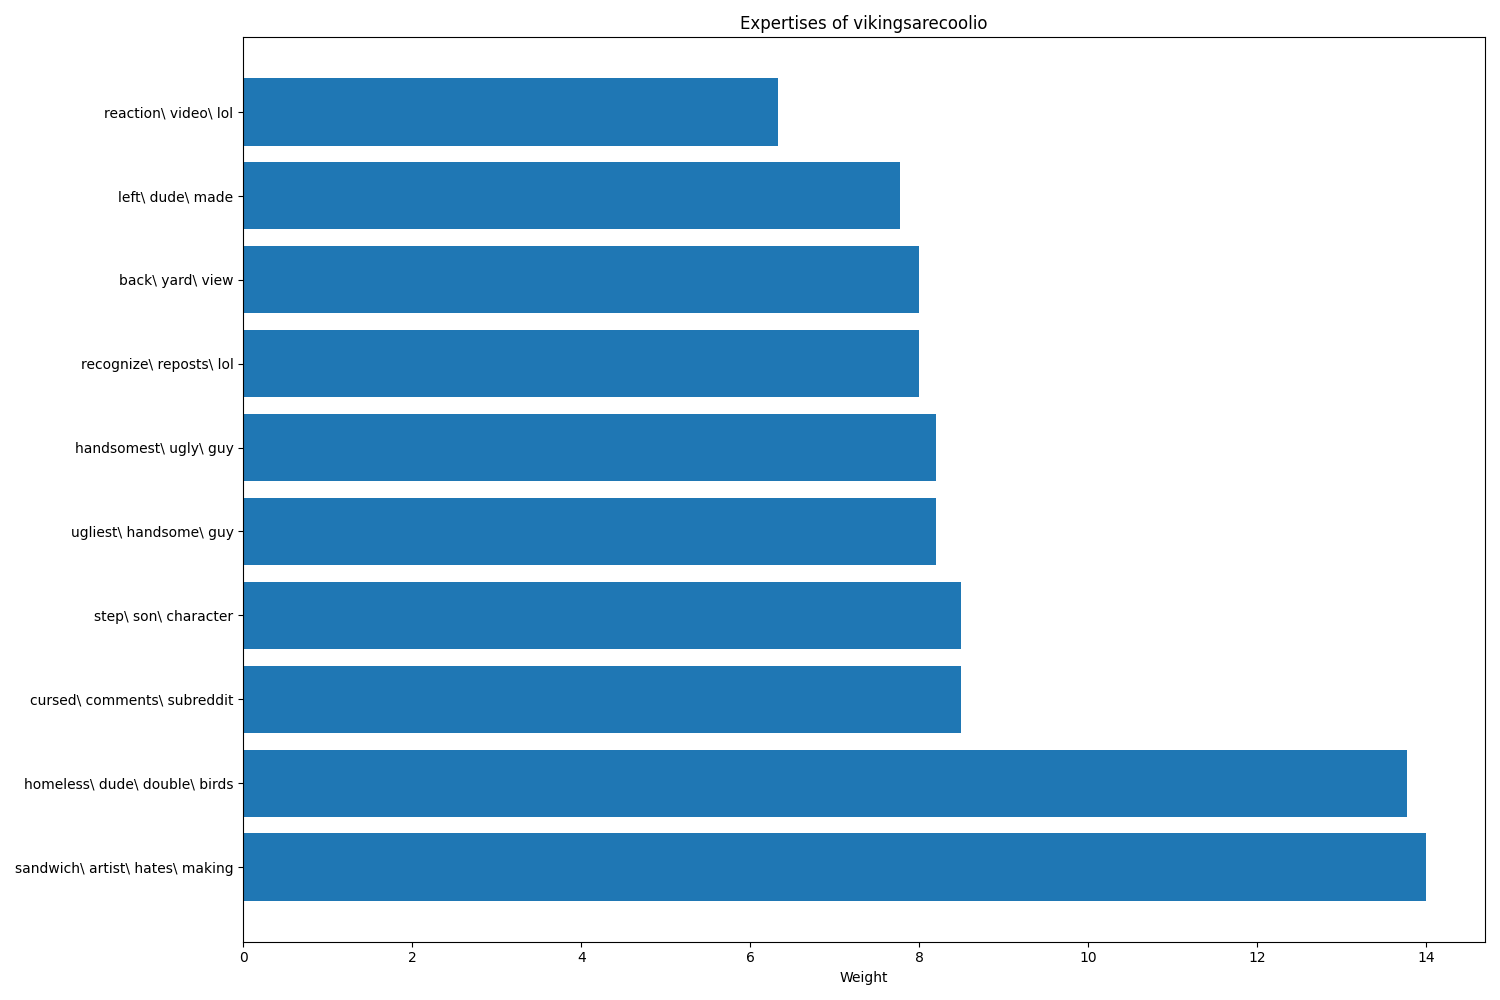 Expertises of vikingsarecoolio
reaction\ video\ lol
left\ dude\ made
back\ yard\ view
recognize\ reposts\ lol
handsomest\ ugly\ guy
ugliest\ handsome\ guy
step\ son\ character
cursed\ comments\ subreddit
homeless\ dude\ double\ birds
sandwich\ artist\ hates\ making
0 2 4 6 8 10 12 14
Weight